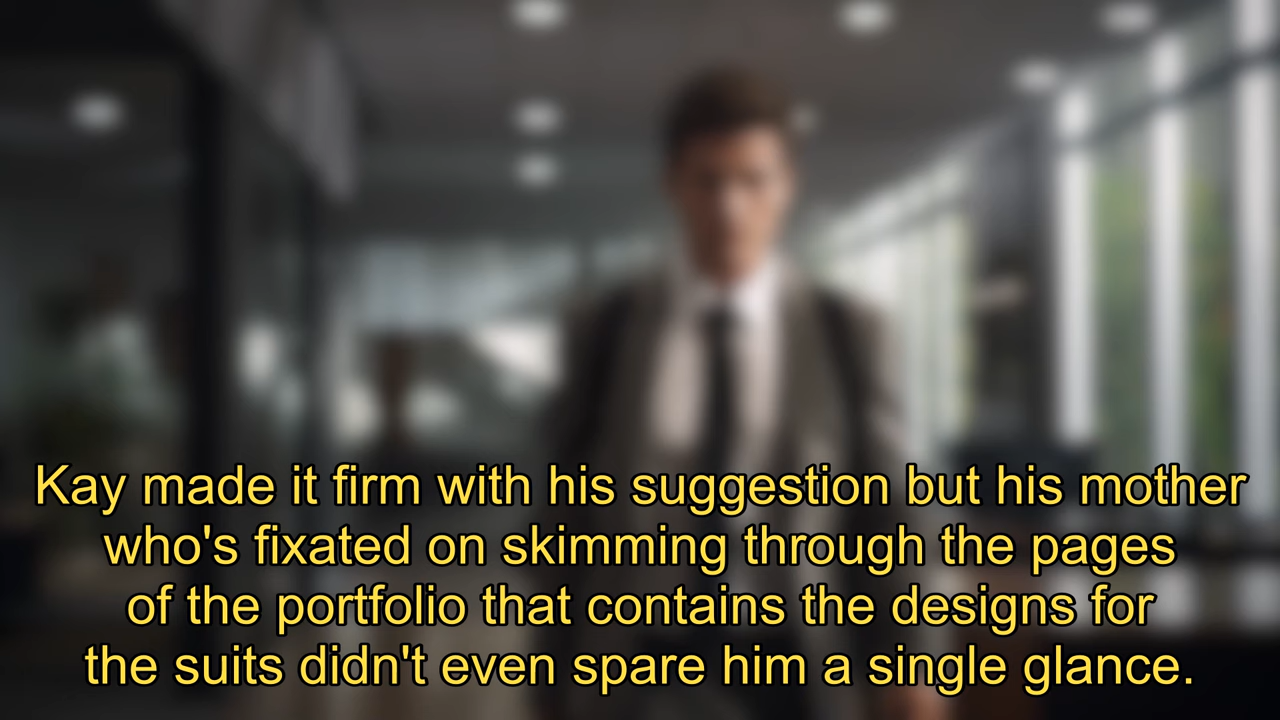 Kay made it firm with his suggestion but his mother
who's fixated on skimming through the pages
of the portfolio that contains the designs for
the suits didn't even spare him a single glance.